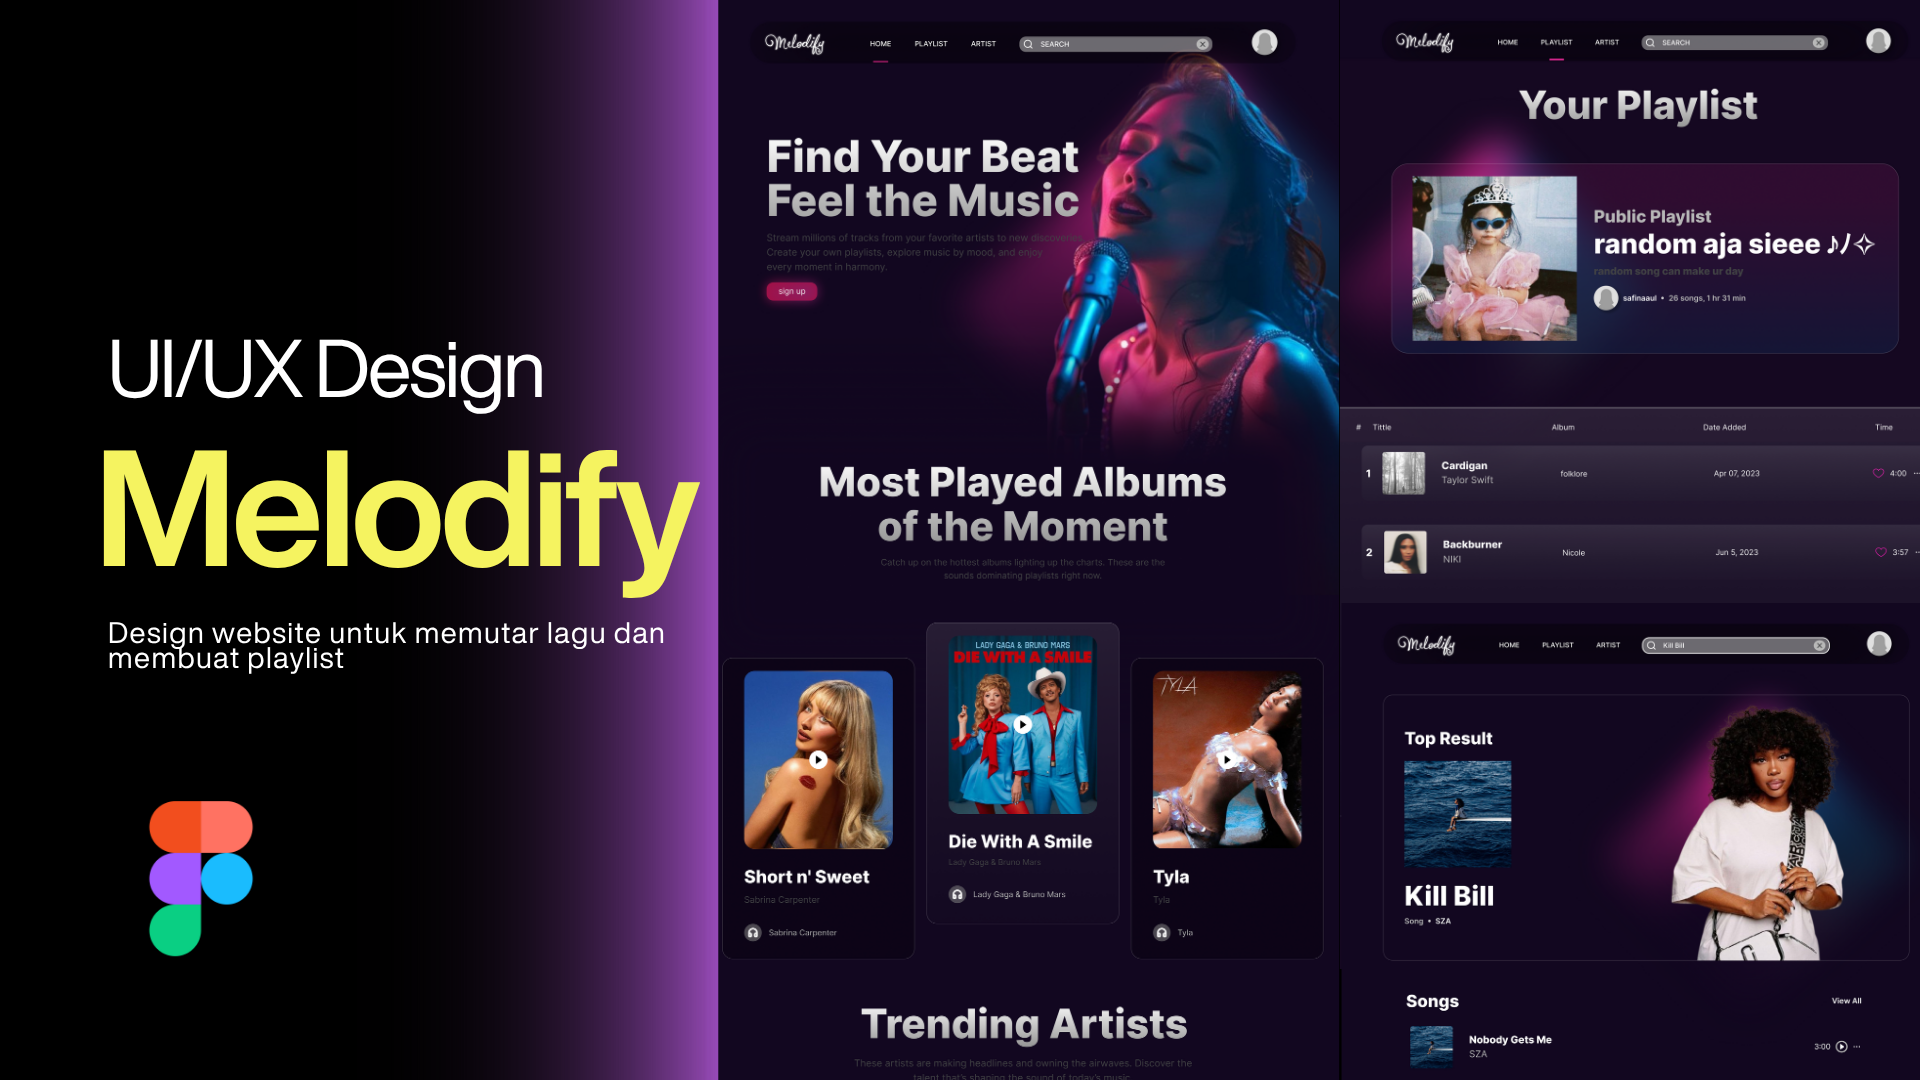 UI/UX Design
Melodify
Design website untuk memutar lagu dan
membuat playlist
Melodify
HOME
PLAYLIST
ARTIST
SEARCH
Find Your Beat
Feel the Music
Stream millions of tracks from your favorite artists to new discoveries.
Create your own playlists, explore music by mood, and enjoy
every moment in harmony.
sign up
Most Played Albums
of the Moment
Catch up on the hottest albums lighting up the charts. These are the
sounds dominating playlists right now.
Short n' Sweet
Sabrina Carpenter
Sabrina Carpenter
LADY GAGA & BRUNO MARS
DIE WITH A SMILE
Die With A Smile
Lady Gaga & Bruno Mars
Lady Gaga & Bruno Mars
TYLA
Tyla
Tyla
Tyla
Trending Artists
These artists are making headlines and owning the airwaves. Discover the
talent that's shaping the sound of today's music.
Melodify
HOME
PLAYLIST
ARTIST
SEARCH
Your Playlist
Public Playlist
random aja sieee ♪ﾉ✧
random song can make ur day
safinaaul • 26 songs, 1 hr 31 min
# Tittle Album Date Added Time
1 Cardigan folklore Apr 07, 2023 4:00 ...
Taylor Swift
2 Backburner Nicole Jun 5, 2023 3:57 ...
NIKI
Melodify
HOME
PLAYLIST
ARTIST
Kill Bill
Top Result
Kill Bill
Song • SZA
Songs
View All
Nobody Gets Me
SZA
3:00 ...